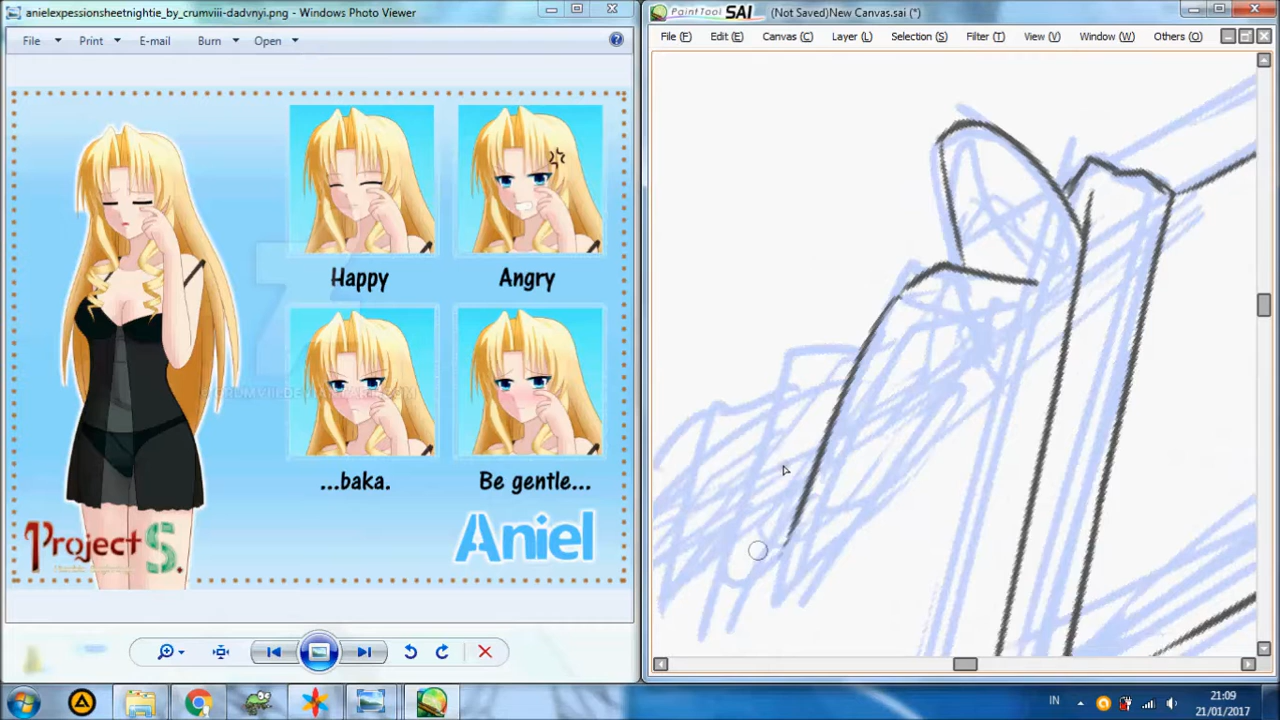 anielexpessionsheetnightie_by_crumviii-dadvnyi.png - Windows Photo Viewer
File Print E-mail Burn Open
Happy
Angry
...baka.
Be gentle...
Project S.
Aniel
PaintTool SAI (Not Saved)New Canvas.sai (*)
File (F) Edit (E) Canvas (C) Layer (L) Selection (S) Filter (T) View (V) Window (W) Others (O)
IN
21:09
21/01/2017